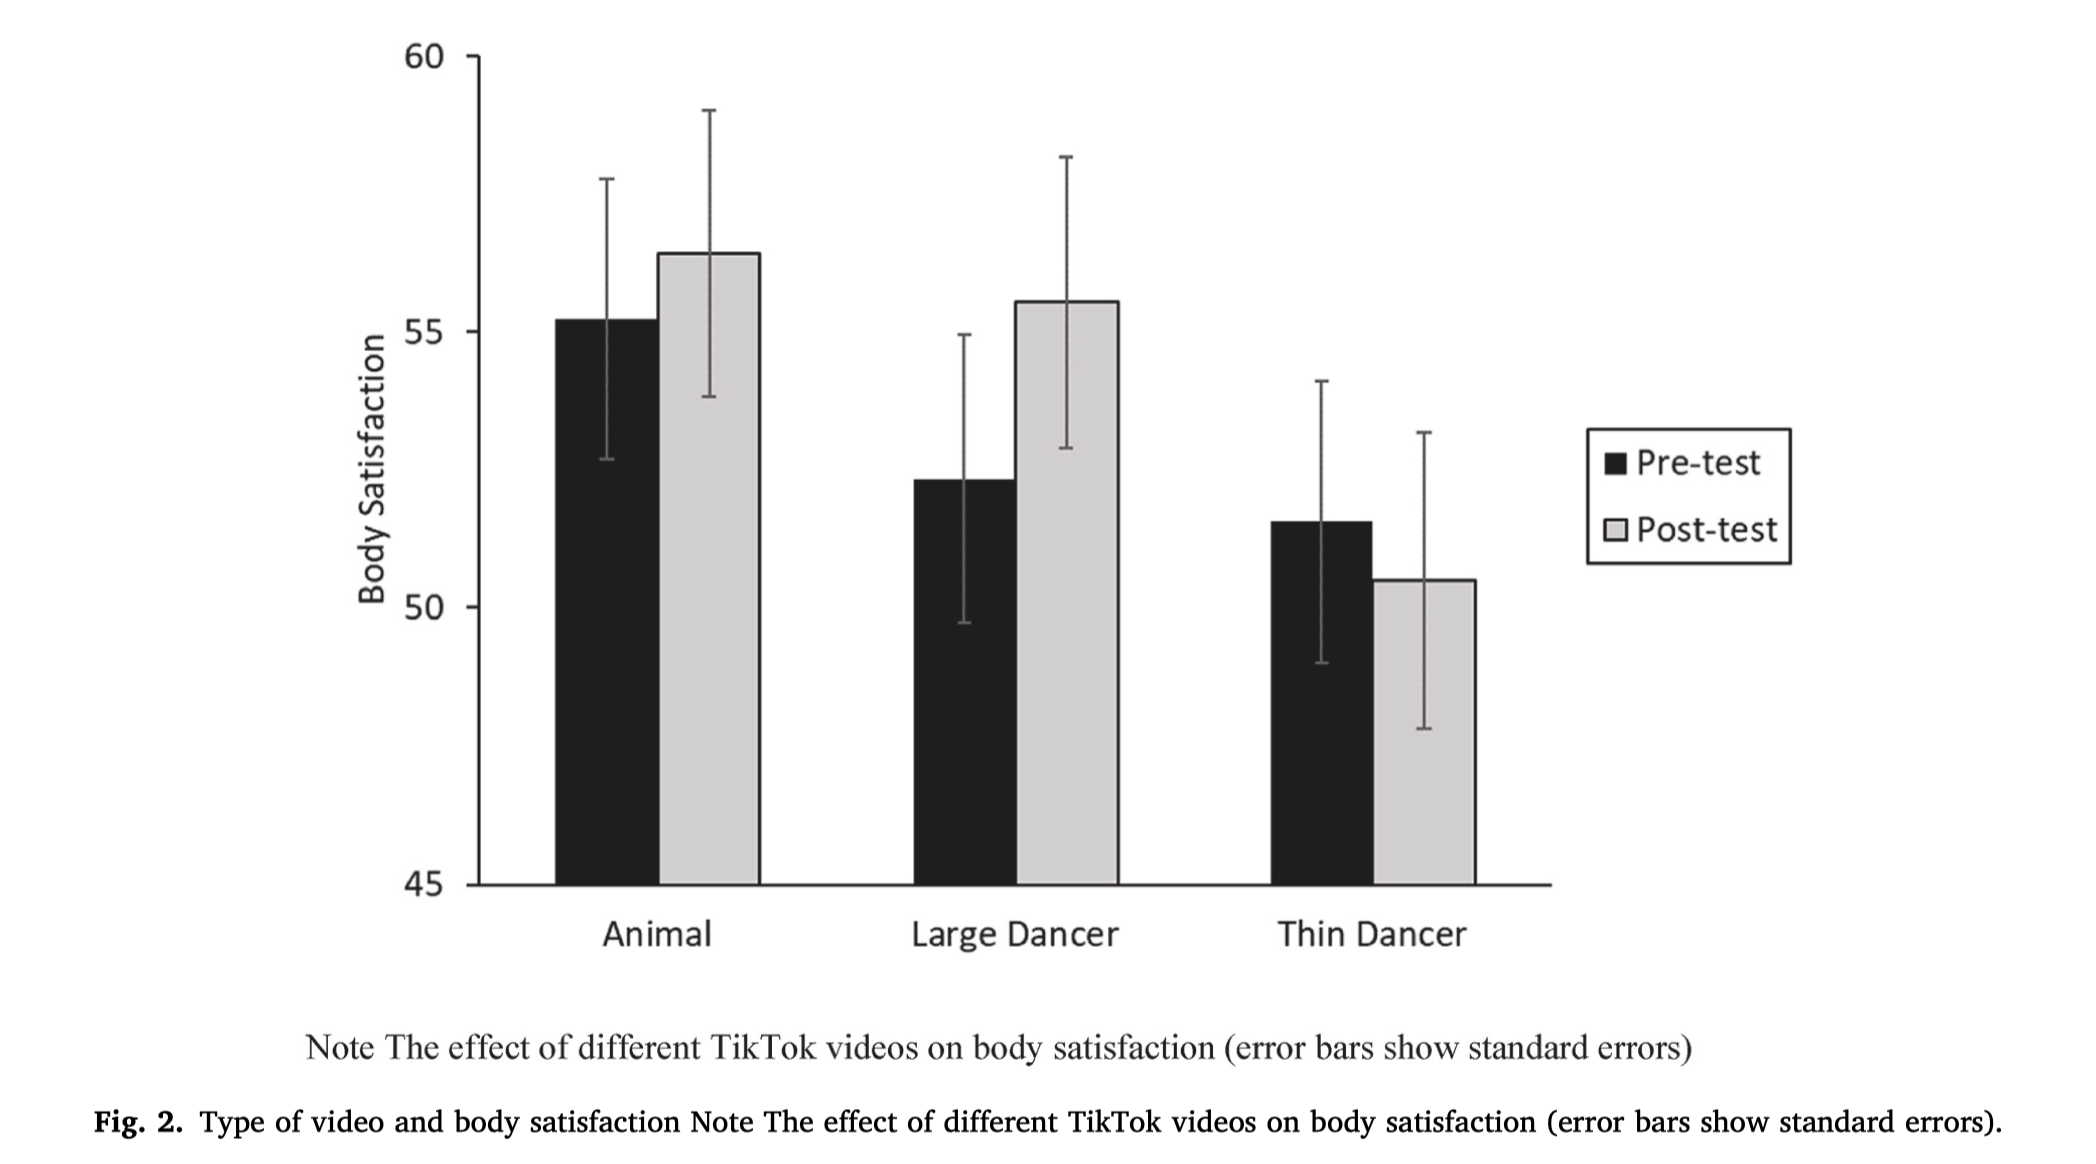 60
55
50
45
Body Satisfaction
Pre-test
Post-test
Animal
Large Dancer
Thin Dancer
Note The effect of different TikTok videos on body satisfaction (error bars show standard errors)
Fig. 2. Type of video and body satisfaction Note The effect of different TikTok videos on body satisfaction (error bars show standard errors).